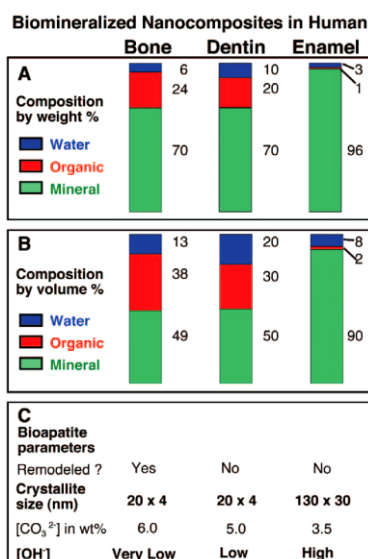 Biomineralized Nanocomposites in Human
Bone Dentin Enamel
A
Composition
by weight %
Water
Organic
Mineral
6 10 3
24 20 1
70 70 96
B
Composition
by volume %
Water
Organic
Mineral
13 20 8
38 30 2
49 50 90
C
Bioapatite
parameters
Remodeled ? Yes No No
Crystallite
size (nm) 20 x 4 20 x 4 130 x 30
[CO₃²⁻] in wt% 6.0 5.0 3.5
[OH⁻] Very Low Low High